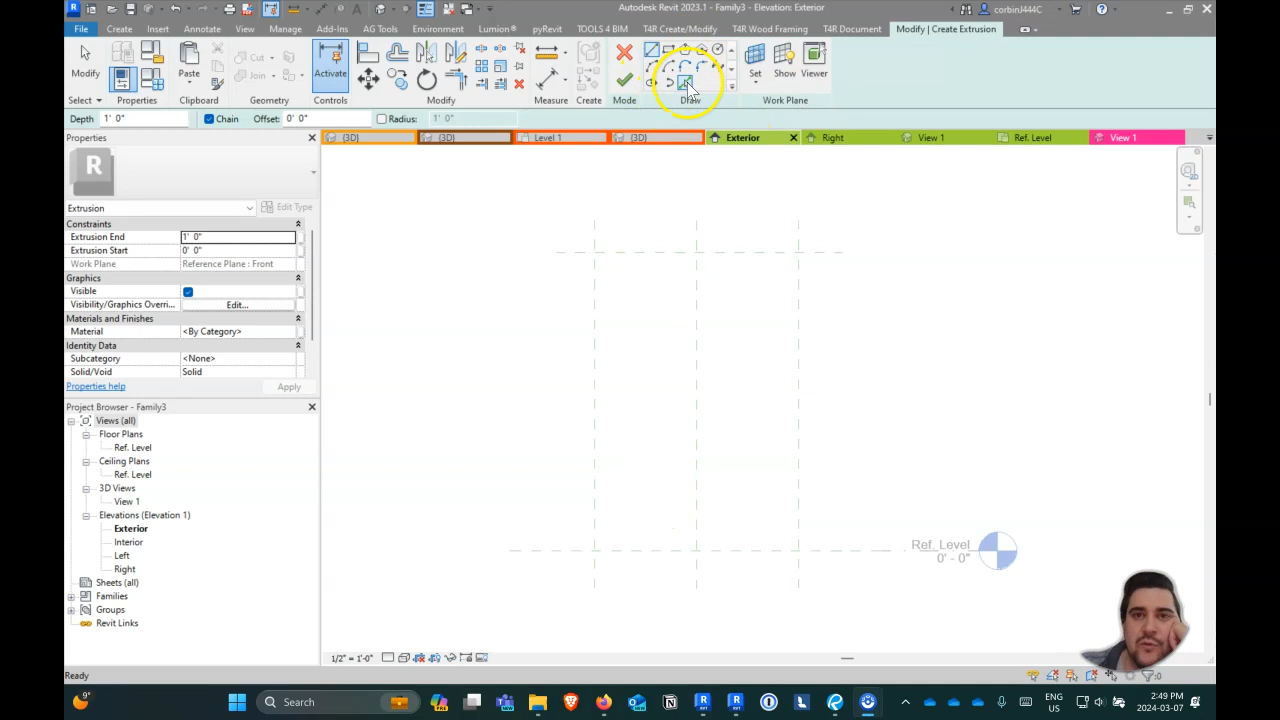 Autodesk Revit 2023.1 - Family3 - Elevation: Exterior
corbinJ444C
File
Create
Insert
Annotate
View
Manage
Add-Ins
AG Tools
Environment
Lumion®
pyRevit
TOOLS 4 BIM
T4R Create/Modify
T4R Wood Framing
T4R Document
Modify | Create Extrusion
Modify
Paste
Cut
Join
Activate
Set
Show
Viewer
Select
Properties
Clipboard
Geometry
Controls
Modify
Measure
Create
Mode
Draw
Work Plane
Depth 1' 0"
Chain
Offset: 0' 0"
Radius: 1' 0"
Properties
{3D}
{3D}
Level 1
{3D}
Exterior
Right
View 1
Ref. Level
View 1
R
Extrusion
Edit Type
Constraints
Extrusion End 1' 0"
Extrusion Start 0' 0"
Work Plane Reference Plane : Front
Graphics
Visible
Visibility/Graphics Overri... Edit...
Materials and Finishes
Material <By Category>
Identity Data
Subcategory <None>
Solid/Void Solid
Properties help
Apply
Project Browser - Family3
Views (all)
Floor Plans
Ref. Level
Ceiling Plans
Ref. Level
3D Views
View 1
Elevations (Elevation 1)
Exterior
Interior
Left
Right
Sheets (all)
Families
Groups
Revit Links
Ref. Level
0' - 0"
1/2" = 1'-0"
Ready
:0
9°
Search
ENG
US
2:49 PM
2024-03-07